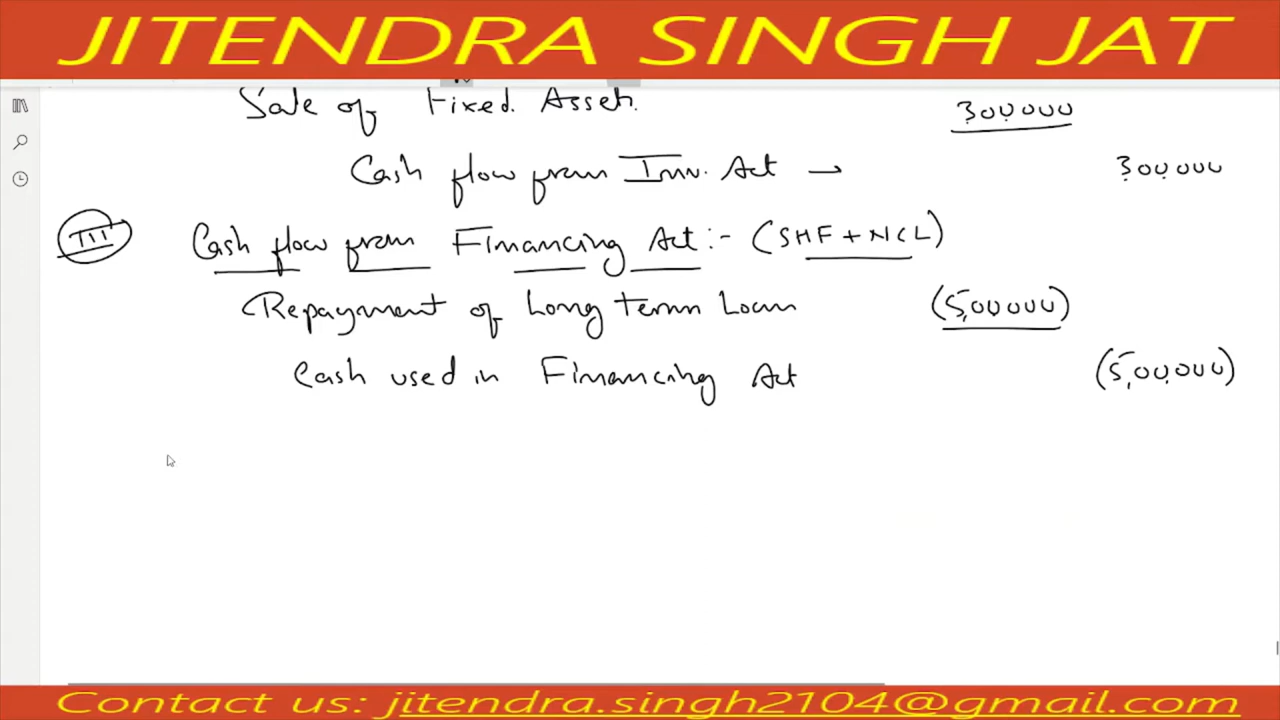 JITENDRA SINGH JAT
Sale of Fixed Asset. 300000
Cash flow from Inv. Act → 300000
III Cash flow from Financing Act:- (SHF+NCL)
Repayment of Long term Loan (5,00000)
Cash used in Financing Act (5,00000)
Contact us: jitendra.singh2104@gmail.com